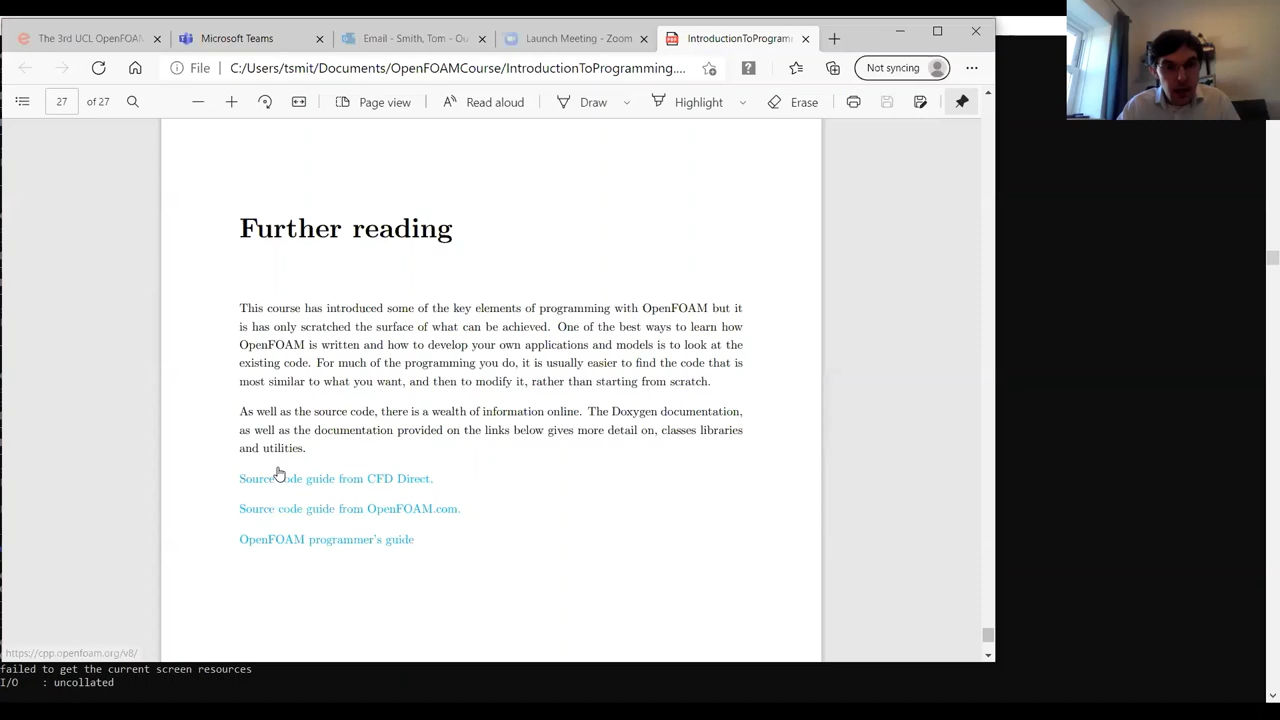 The 3rd UCL OpenFOA
Microsoft Teams
Email - Smith, Tom - Ou
Launch Meeting - Zoom
IntroductionToProgram
File
C:/Users/tsmit/Documents/OpenFOAMCourse/IntroductionToProgramming....
Not syncing
27 of 27
Page view
Read aloud
Draw
Highlight
Erase
Further reading
This course has introduced some of the key elements of programming with OpenFOAM but it
is has only scratched the surface of what can be achieved. One of the best ways to learn how
OpenFOAM is written and how to develop your own applications and models is to look at the
existing code. For much of the programming you do, it is usually easier to find the code that is
most similar to what you want, and then to modify it, rather than starting from scratch.
As well as the source code, there is a wealth of information online. The Doxygen documentation,
as well as the documentation provided on the links below gives more detail on, classes libraries
and utilities.
Source code guide from CFD Direct.
Source code guide from OpenFOAM.com.
OpenFOAM programmer's guide
https://cpp.openfoam.org/v8/
failed to get the current screen resources
I/O : uncollated